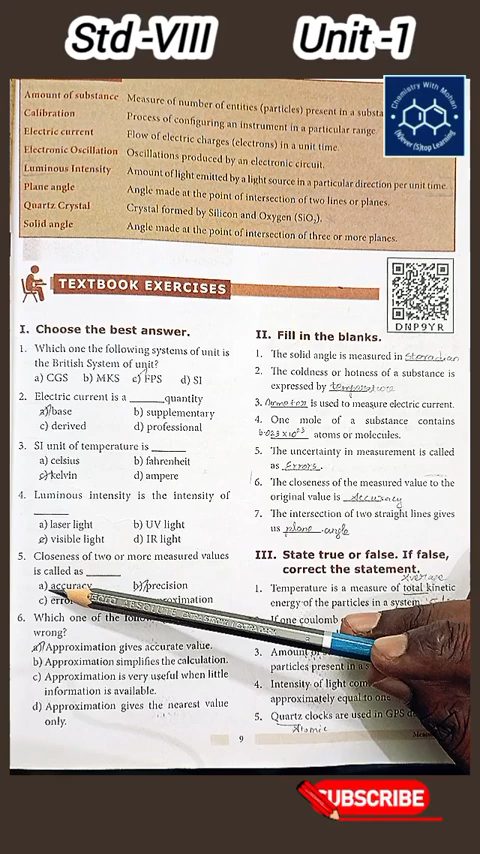 Std-VIII Unit-1
Chemistry With Mohan
(N)ever (S)top Learning
Amount of substance Measure of number of entities (particles) present in a
Calibration Process of configuring an instrument in a particular range.
Electric current Flow of electric charges (electrons) in a unit time.
Electronic Oscillation Oscillations produced by an electronic circuit.
Luminous Intensity Amount of light emitted by a light source in a particular direction per unit time.
Plane angle Angle made at the point of intersection of two lines or planes.
Quartz Crystal Crystal formed by Silicon and Oxygen (SiO₂).
Solid angle Angle made at the point of intersection of three or more planes.
TEXTBOOK EXERCISES
DNP9YR
I. Choose the best answer.
1. Which one the following systems of unit is
the British System of unit?
a) CGS b) MKS c) FPS d) SI
2. Electric current is a ______quantity
a) base b) supplementary
c) derived d) professional
3. SI unit of temperature is ______
a) celsius b) fahrenheit
c) kelvin d) ampere
4. Luminous intensity is the intensity of
______
a) laser light b) UV light
c) visible light d) IR light
5. Closeness of two or more measured values
is called as ______
a) accuracy b) precision
c) error
6. Which one of the
wrong?
a) Approximation gives accurate value.
b) Approximation simplifies the calculation.
c) Approximation is very useful when little
information is available.
d) Approximation gives the nearest value
only.
II. Fill in the blanks.
1. The solid angle is measured in
2. The coldness or hotness of a substance is
expressed by temperature
3. Ammeter is used to measure electric current.
4. One mole of a substance contains
6.023 x 10²³ atoms or molecules.
5. The uncertainty in measurement is called
as Errors.
6. The closeness of the measured value to the
original value is Accuracy
7. The intersection of two straight lines gives
us plane angle
III. State true or false. If false,
correct the statement.
average
1. Temperature is a measure of total kinetic
energy of the particles in a system.
If one coulomb
3. Amount of
particles present in a
4. Intensity of light
approximately equal to one
5. Quartz clocks are used in GPS
Atomic
9
SUBSCRIBE